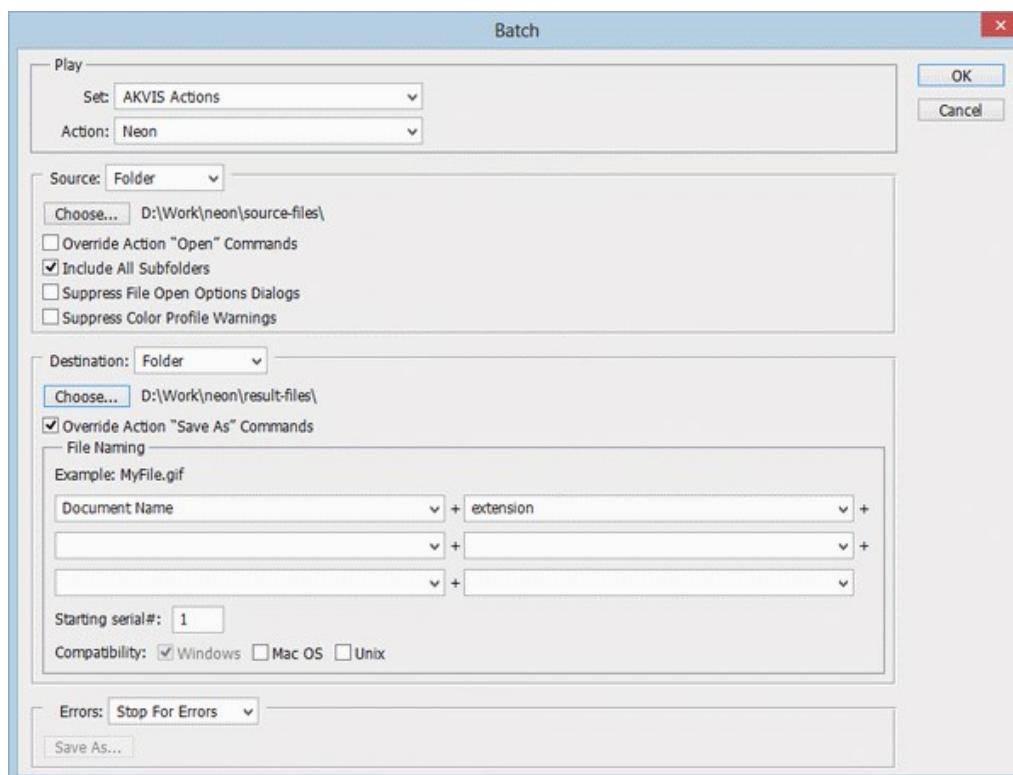 Batch
Play
OK
Set: AKVIS Actions
Cancel
Action: Neon
Source: Folder
Choose... D:\Work\neon\source-files\
Override Action "Open" Commands
Include All Subfolders
Suppress File Open Options Dialogs
Suppress Color Profile Warnings
Destination: Folder
Choose... D:\Work\neon\result-files\
Override Action "Save As" Commands
File Naming
Example: MyFile.gif
Document Name + extension +
+ +
+
Starting serial#: 1
Compatibility: Windows Mac OS Unix
Errors: Stop For Errors
Save As...